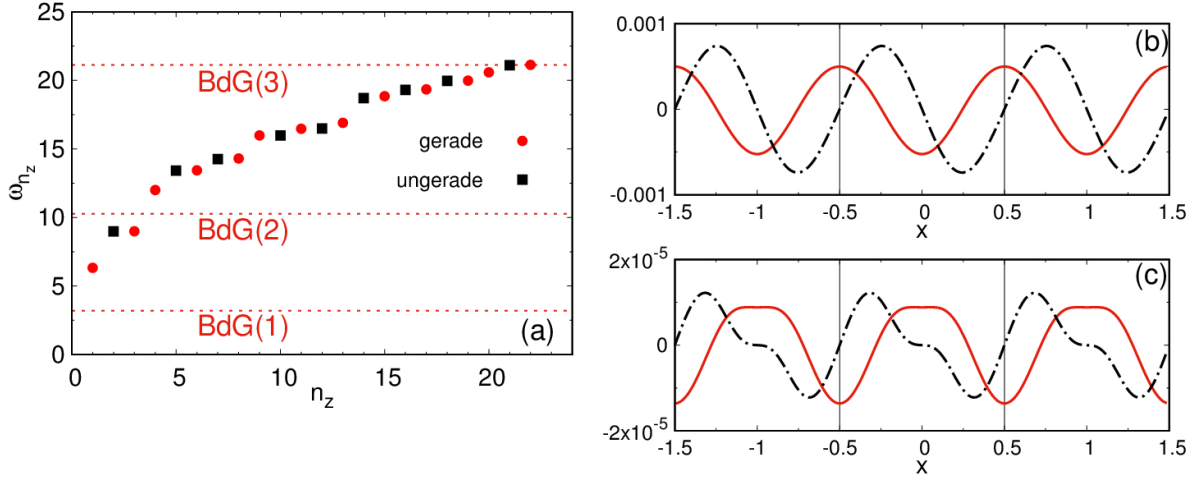 25
20
15
10
5
0
ω_{n_z}
BdG(3)
gerade
ungerade
BdG(2)
BdG(1)
(a)
0 5 10 15 20
n_z
0.001
0
-0.001
(b)
-1.5 -1 -0.5 0 0.5 1 1.5
x
2x10^{-5}
0
-2x10^{-5}
(c)
-1.5 -1 -0.5 0 0.5 1 1.5
x